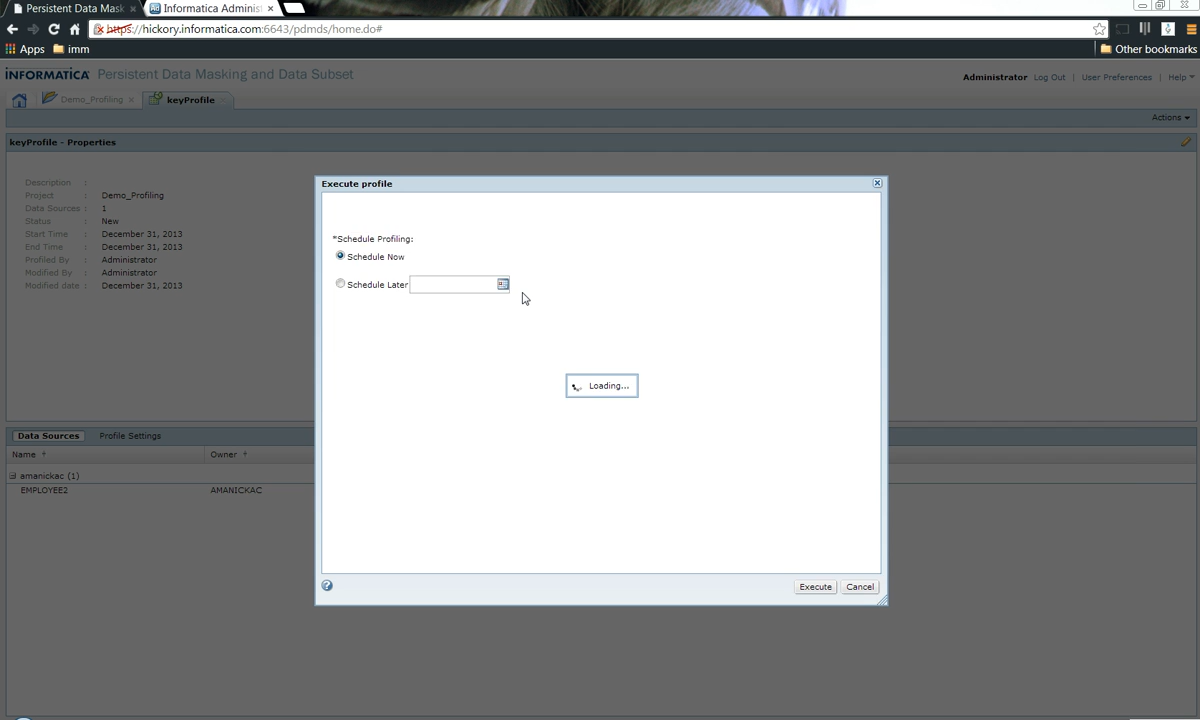 Persistent Data Mask
Informatica Administ
https://hickory.informatica.com:6643/pdmds/home.do#
Apps imm Other bookmarks
INFORMATICA Persistent Data Masking and Data Subset
Administrator Log Out | User Preferences | Help
Demo_Profiling keyProfile
Actions
keyProfile - Properties
Description :
Project : Demo_Profiling
Data Sources : 1
Status : New
Start Time : December 31, 2013
End Time : December 31, 2013
Profiled By : Administrator
Modified By : Administrator
Modified date : December 31, 2013
Execute profile
*Schedule Profiling:
Schedule Now
Schedule Later
Loading...
Execute Cancel
Data Sources Profile Settings
Name Owner
amanickac (1)
EMPLOYEE2 AMANICKAC